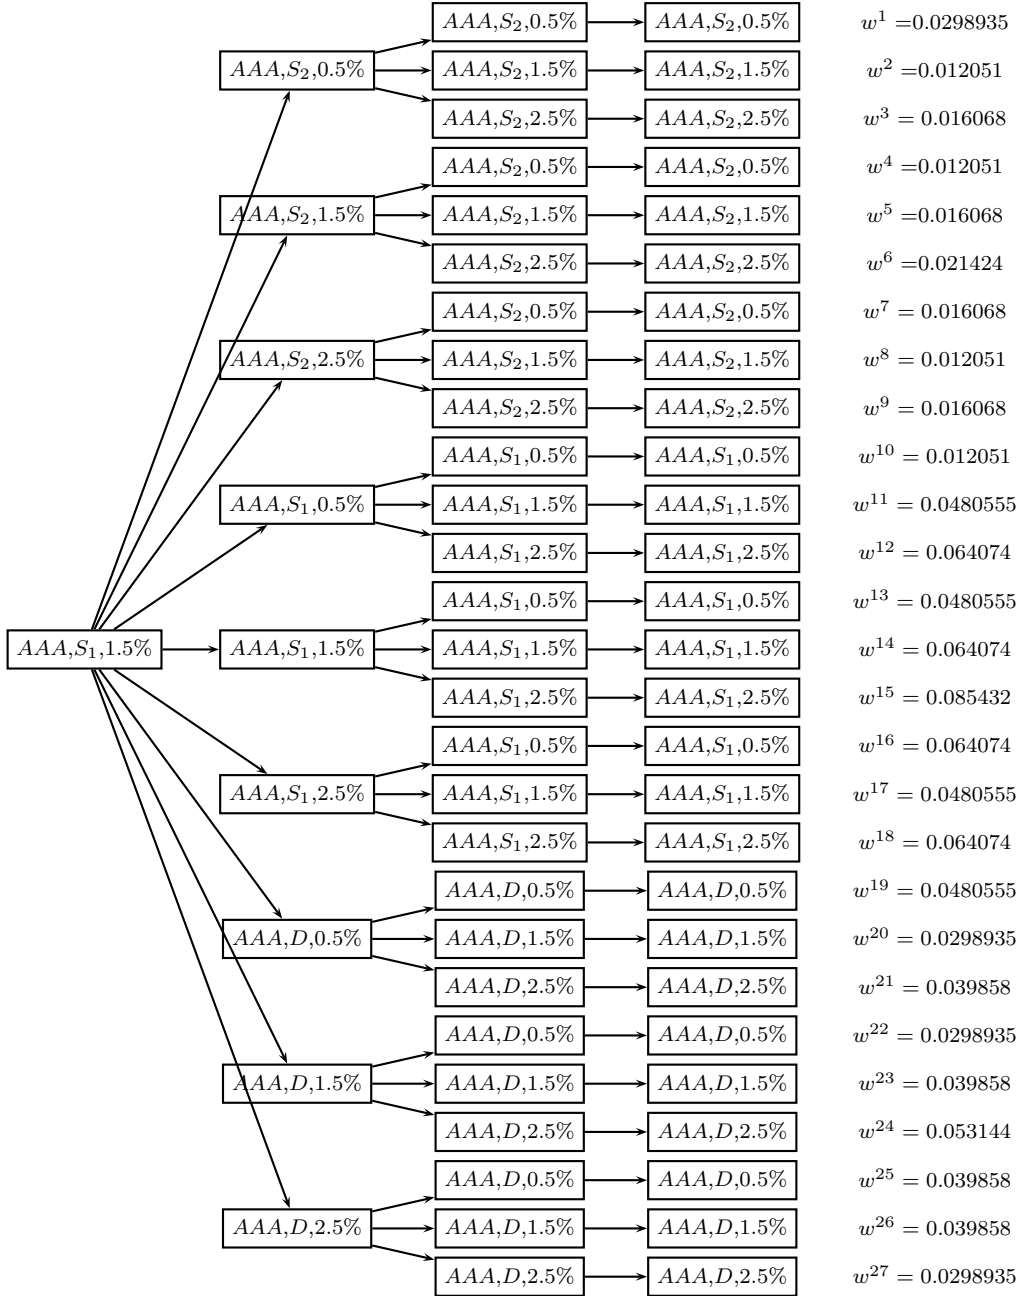 AAA,S₂,0.5% AAA,S₂,0.5% w¹ =0.0298935
AAA,S₂,0.5% AAA,S₂,1.5% AAA,S₂,1.5% w² =0.012051
AAA,S₂,2.5% AAA,S₂,2.5% w³ = 0.016068
AAA,S₂,0.5% AAA,S₂,0.5% w⁴ =0.012051
AAA,S₂,1.5% AAA,S₂,1.5% AAA,S₂,1.5% w⁵ = 0.016068
AAA,S₂,2.5% AAA,S₂,2.5% w⁶ =0.021424
AAA,S₂,0.5% AAA,S₂,0.5% w⁷ = 0.016068
AAA,S₂,2.5% AAA,S₂,1.5% AAA,S₂,1.5% w⁸ = 0.012051
AAA,S₂,2.5% AAA,S₂,2.5% w⁹ = 0.016068
AAA,S₁,0.5% AAA,S₁,0.5% w¹⁰ = 0.012051
AAA,S₁,0.5% AAA,S₁,1.5% AAA,S₁,1.5% w¹¹ = 0.0480555
AAA,S₁,2.5% AAA,S₁,2.5% w¹² = 0.064074
AAA,S₁,0.5% AAA,S₁,0.5% w¹³ = 0.0480555
AAA,S₁,1.5% AAA,S₁,1.5% AAA,S₁,1.5% AAA,S₁,1.5% w¹⁴ = 0.064074
AAA,S₁,2.5% AAA,S₁,2.5% w¹⁵ = 0.085432
AAA,S₁,0.5% AAA,S₁,0.5% w¹⁶ = 0.064074
AAA,S₁,2.5% AAA,S₁,1.5% AAA,S₁,1.5% w¹⁷ = 0.0480555
AAA,S₁,2.5% AAA,S₁,2.5% w¹⁸ = 0.064074
AAA,D,0.5% AAA,D,0.5% w¹⁹ = 0.0480555
AAA,D,0.5% AAA,D,1.5% AAA,D,1.5% w²⁰ = 0.0298935
AAA,D,2.5% AAA,D,2.5% w²¹ = 0.039858
AAA,D,0.5% AAA,D,0.5% w²² = 0.0298935
AAA,D,1.5% AAA,D,1.5% AAA,D,1.5% w²³ = 0.039858
AAA,D,2.5% AAA,D,2.5% w²⁴ = 0.053144
AAA,D,0.5% AAA,D,0.5% w²⁵ = 0.039858
AAA,D,2.5% AAA,D,1.5% AAA,D,1.5% w²⁶ = 0.039858
AAA,D,2.5% AAA,D,2.5% w²⁷ = 0.0298935